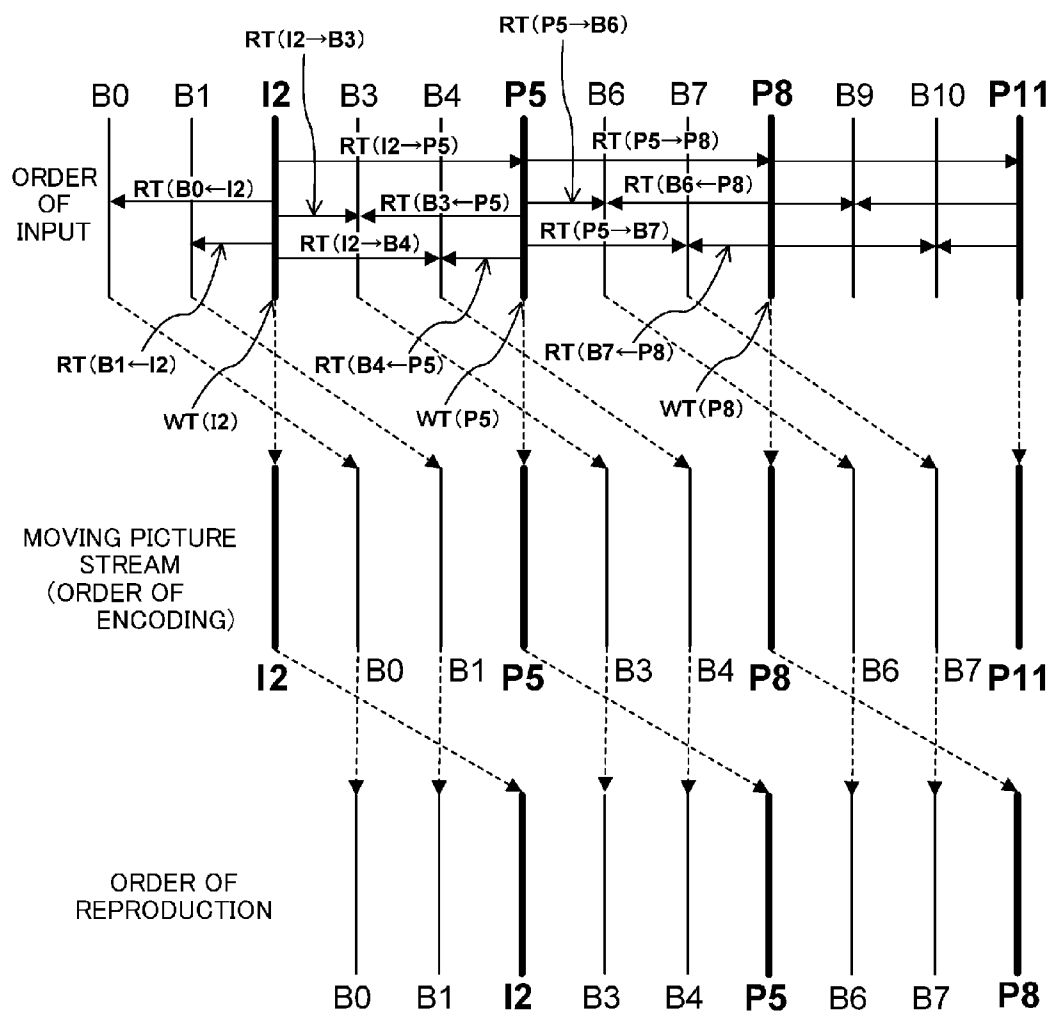 RT(I2→B3)
RT(P5→B6)
B0 B1 I2 B3 B4 P5 B6 B7 P8 B9 B10 P11
RT(I2→P5) RT(P5→P8)
ORDER
OF
INPUT
RT(B0←I2) RT(B3←P5) RT(B6←P8)
RT(I2→B4) RT(P5→B7)
RT(B1←I2) RT(B4←P5) RT(B7←P8)
WT(I2) WT(P5) WT(P8)
MOVING PICTURE
STREAM
(ORDER OF
ENCODING)
I2 B0 B1 P5 B3 B4 P8 B6 B7 P11
ORDER OF
REPRODUCTION
B0 B1 I2 B3 B4 P5 B6 B7 P8